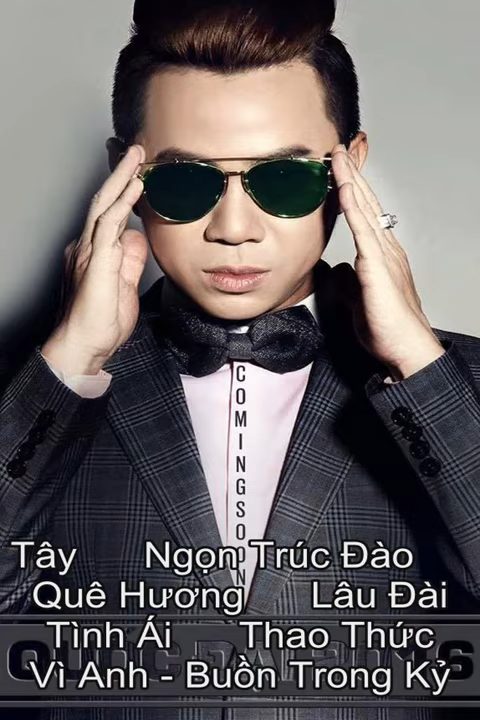 COMINGSOON
Tây Ngọn Trúc Đào
Quê Hương Lâu Đài
Tình Ái Thao Thức
Vì Anh - Buồn Trong Kỷ